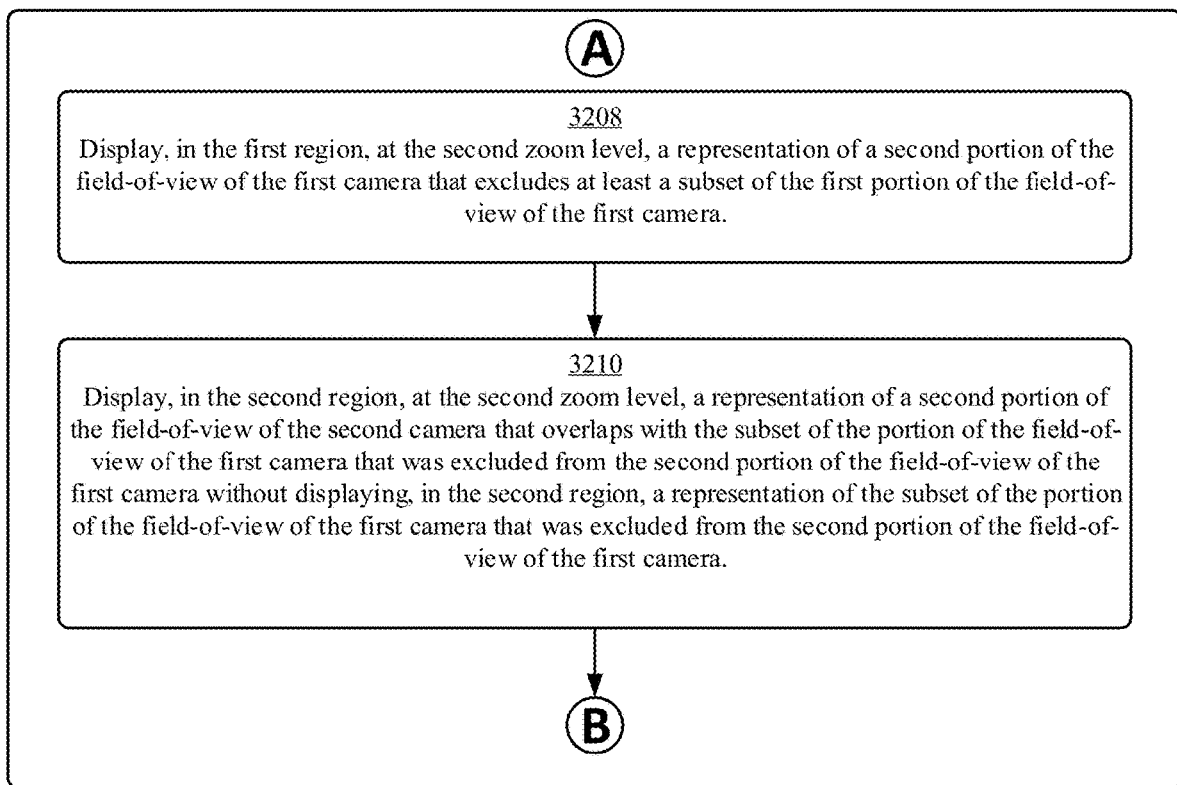 A
3208
Display, in the first region, at the second zoom level, a representation of a second portion of the
field-of-view of the first camera that excludes at least a subset of the first portion of the field-of-
view of the first camera.
3210
Display, in the second region, at the second zoom level, a representation of a second portion of
the field-of-view of the second camera that overlaps with the subset of the portion of the field-of-
view of the first camera that was excluded from the second portion of the field-of-view of the
first camera without displaying, in the second region, a representation of the subset of the portion
of the field-of-view of the first camera that was excluded from the second portion of the field-of-
view of the first camera.
B